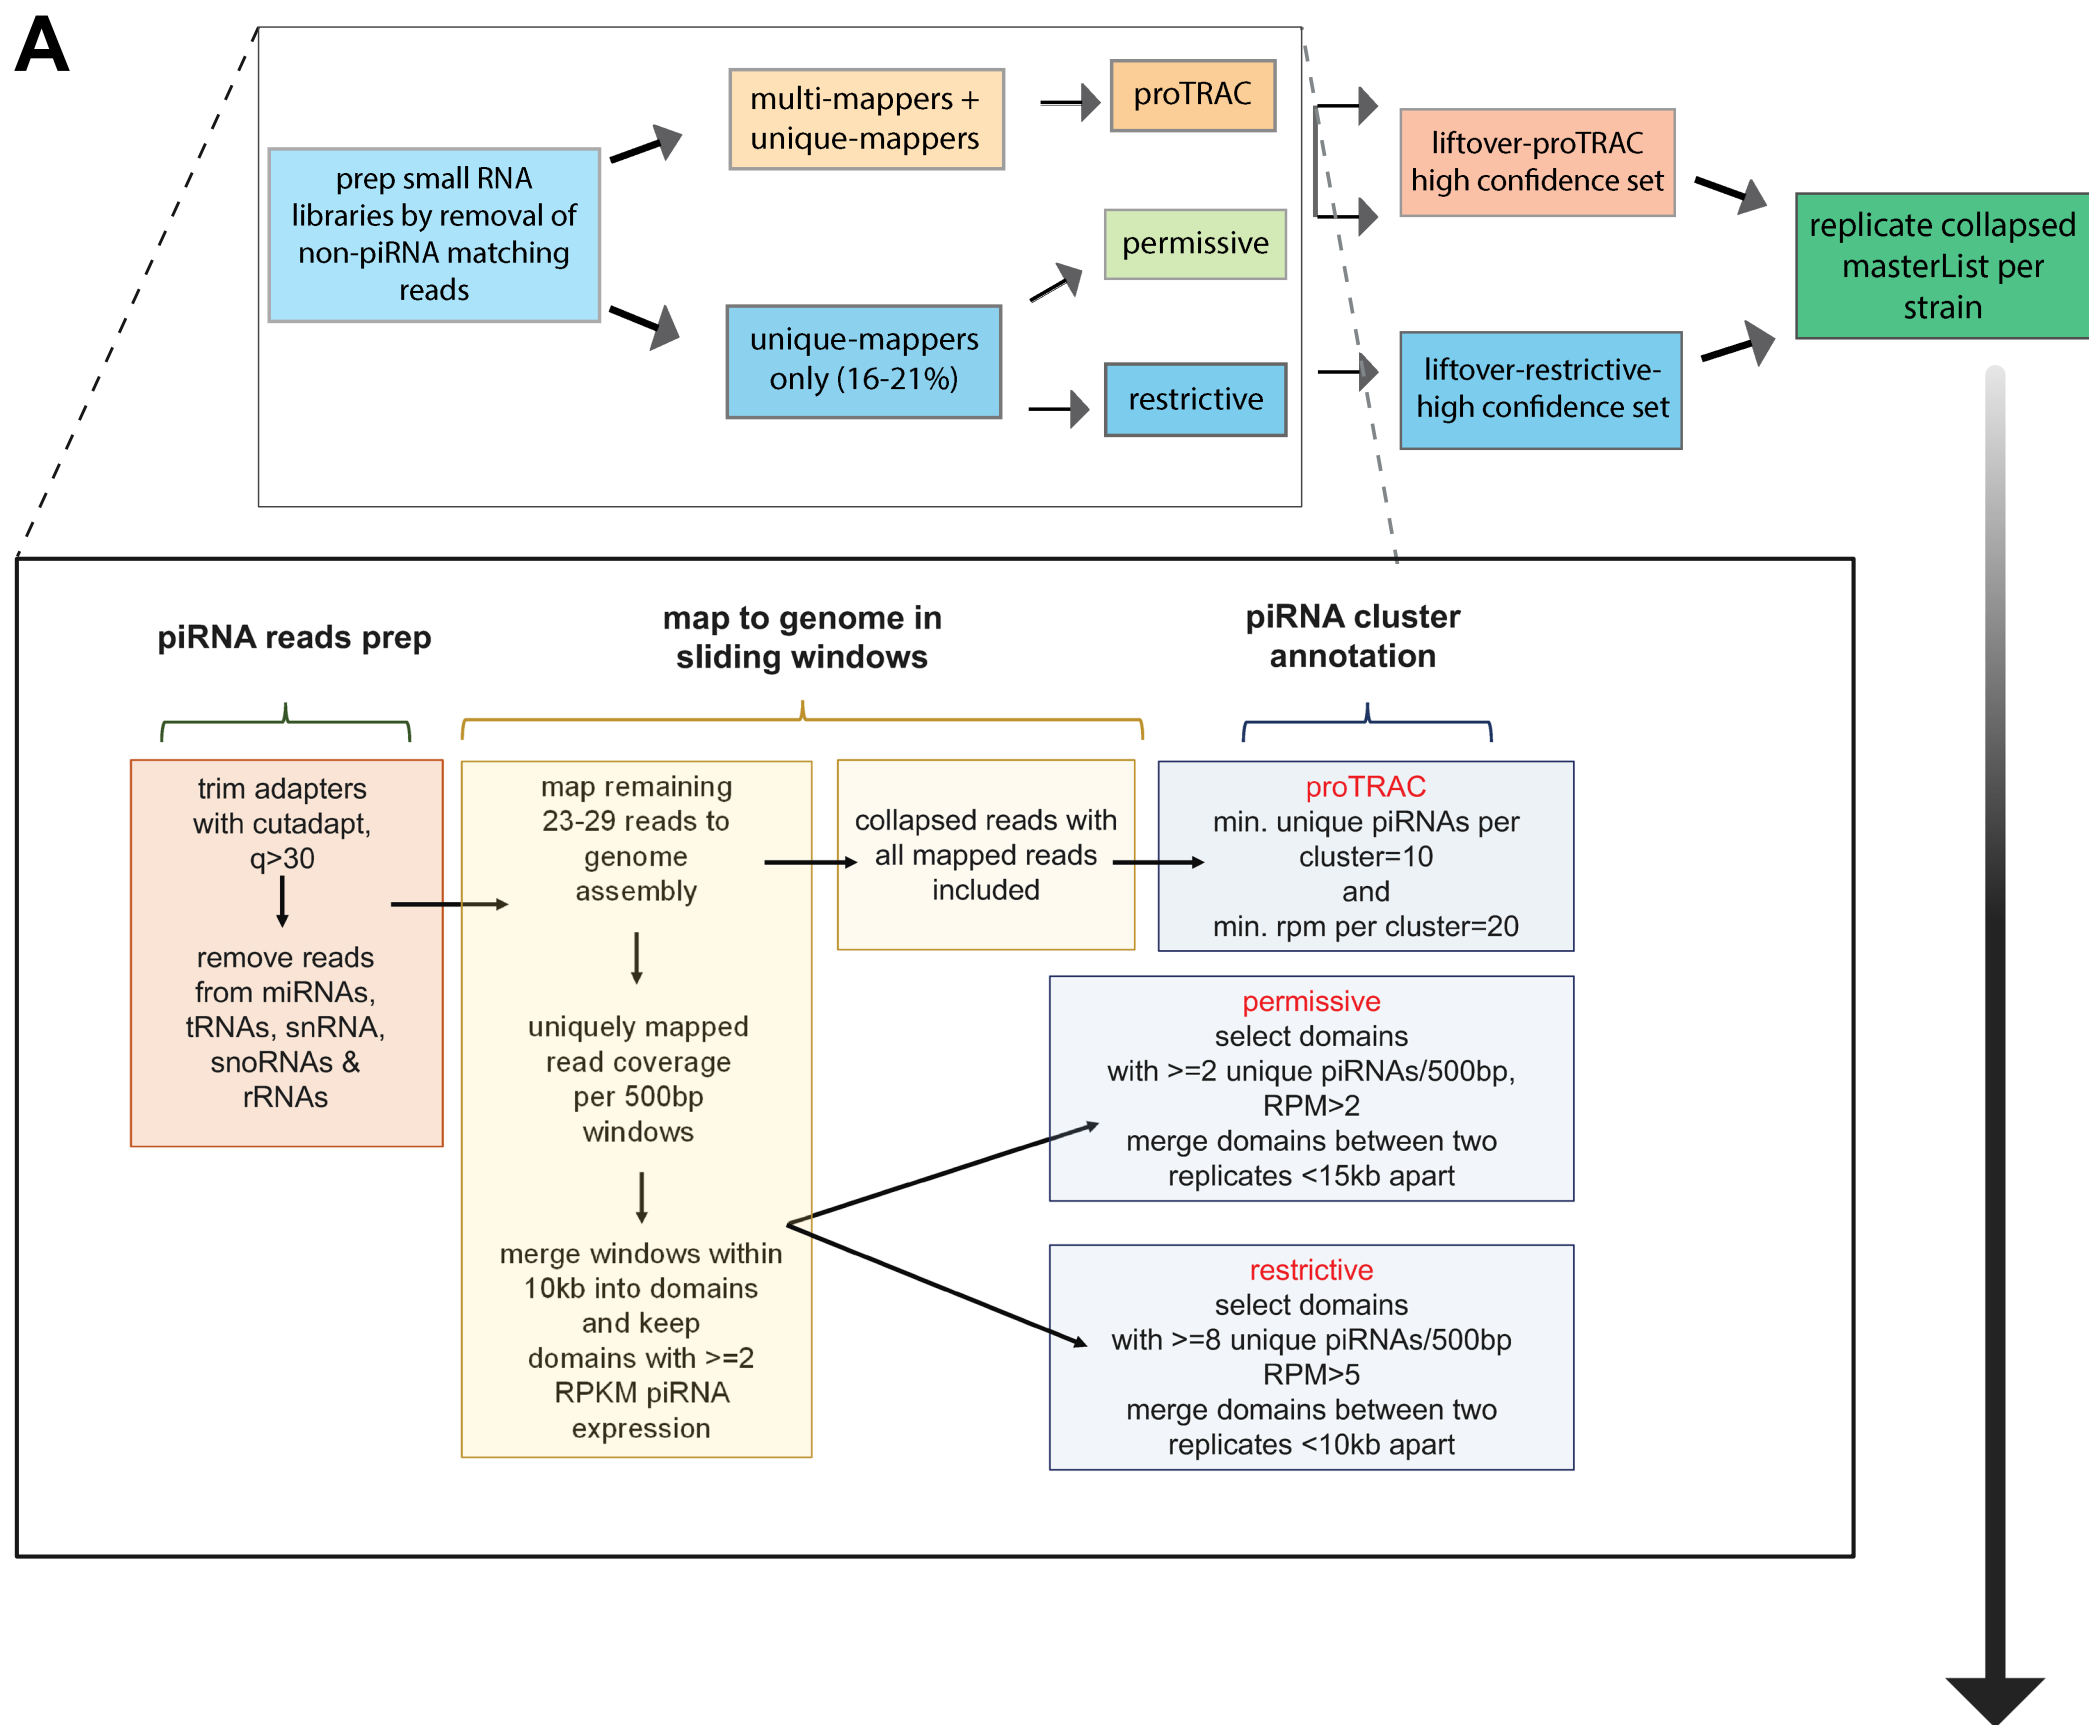 A
prep small RNA
libraries by removal of
non-piRNA matching
reads
multi-mappers +
unique-mappers
unique-mappers
only (16-21%)
proTRAC
permissive
restrictive
liftover-proTRAC
high confidence set
liftover-restrictive-
high confidence set
replicate collapsed
masterList per
strain
piRNA reads prep
map to genome in
sliding windows
piRNA cluster
annotation
trim adapters
with cutadapt,
q>30
remove reads
from miRNAs,
tRNAs, snRNA,
snoRNAs &
rRNAs
map remaining
23-29 reads to
genome
assembly
uniquely mapped
read coverage
per 500bp
windows
merge windows within
10kb into domains
and keep
domains with >=2
RPKM piRNA
expression
collapsed reads with
all mapped reads
included
proTRAC
min. unique piRNAs per
cluster=10
and
min. rpm per cluster=20
permissive
select domains
with >=2 unique piRNAs/500bp,
RPM>2
merge domains between two
replicates <15kb apart
restrictive
select domains
with >=8 unique piRNAs/500bp
RPM>5
merge domains between two
replicates <10kb apart